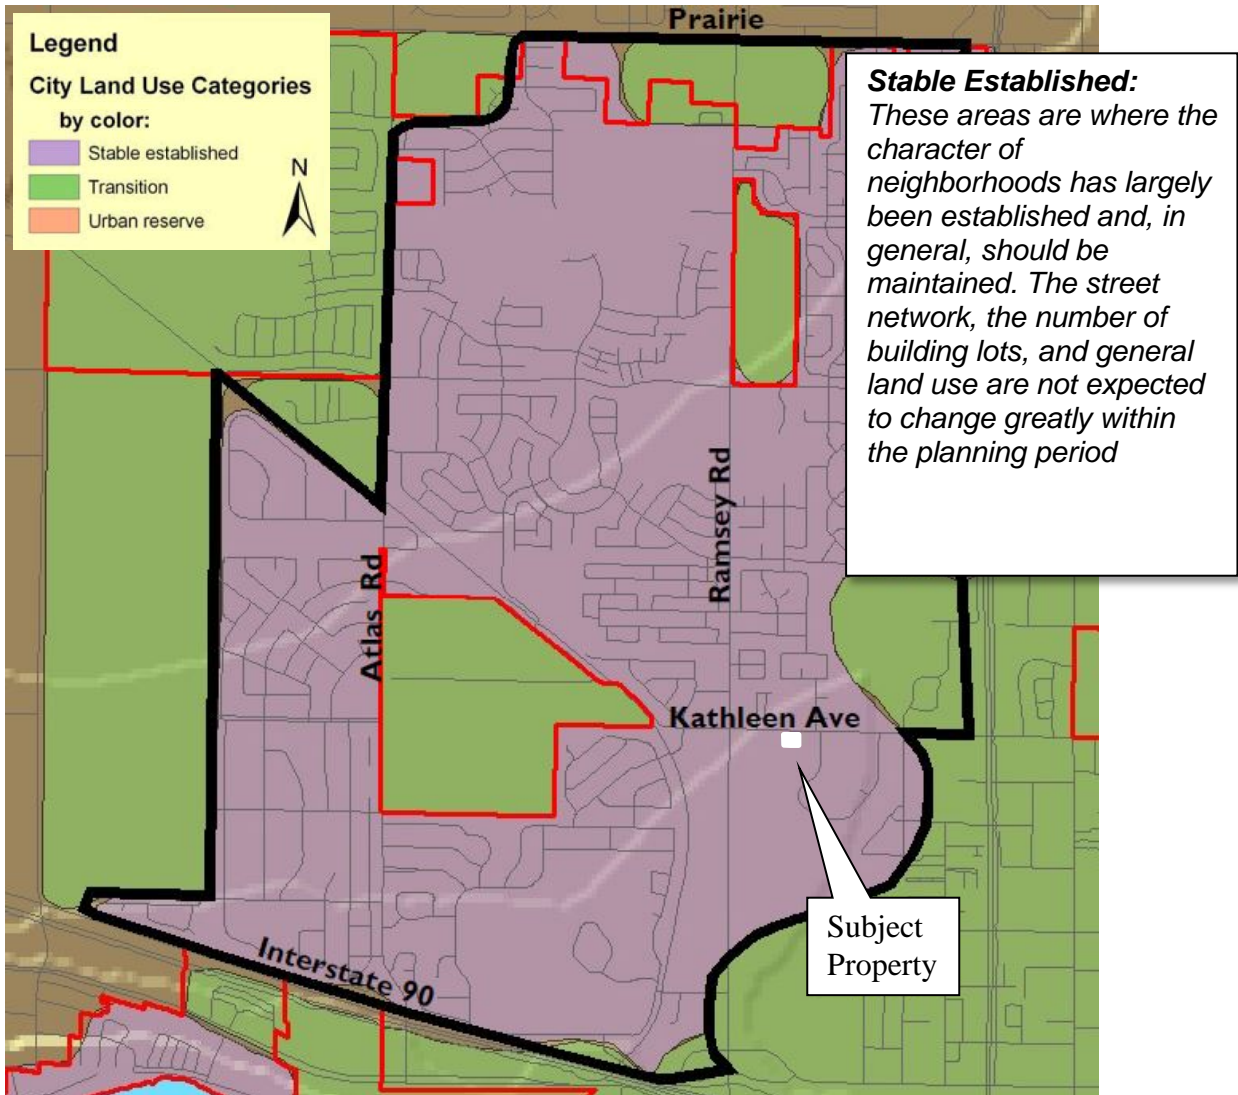 Prairie
Legend
City Land Use Categories
by color:
Stable established
Transition
Urban reserve
N
Stable Established:
These areas are where the
character of
neighborhoods has largely
been established and, in
general, should be
maintained. The street
network, the number of
building lots, and general
land use are not expected
to change greatly within
the planning period
Ramsey Rd
Atlas Rd
Kathleen Ave
Subject
Property
Interstate 90